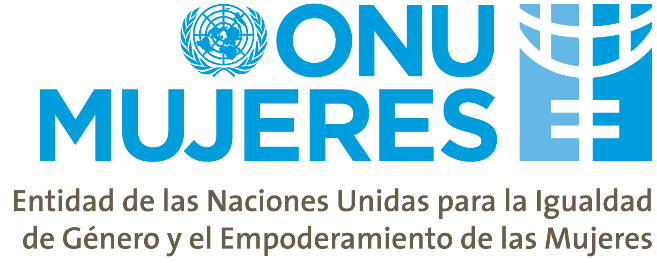 ONU
MUJERES
Entidad de las Naciones Unidas para la Igualdad
de Género y el Empoderamiento de las Mujeres